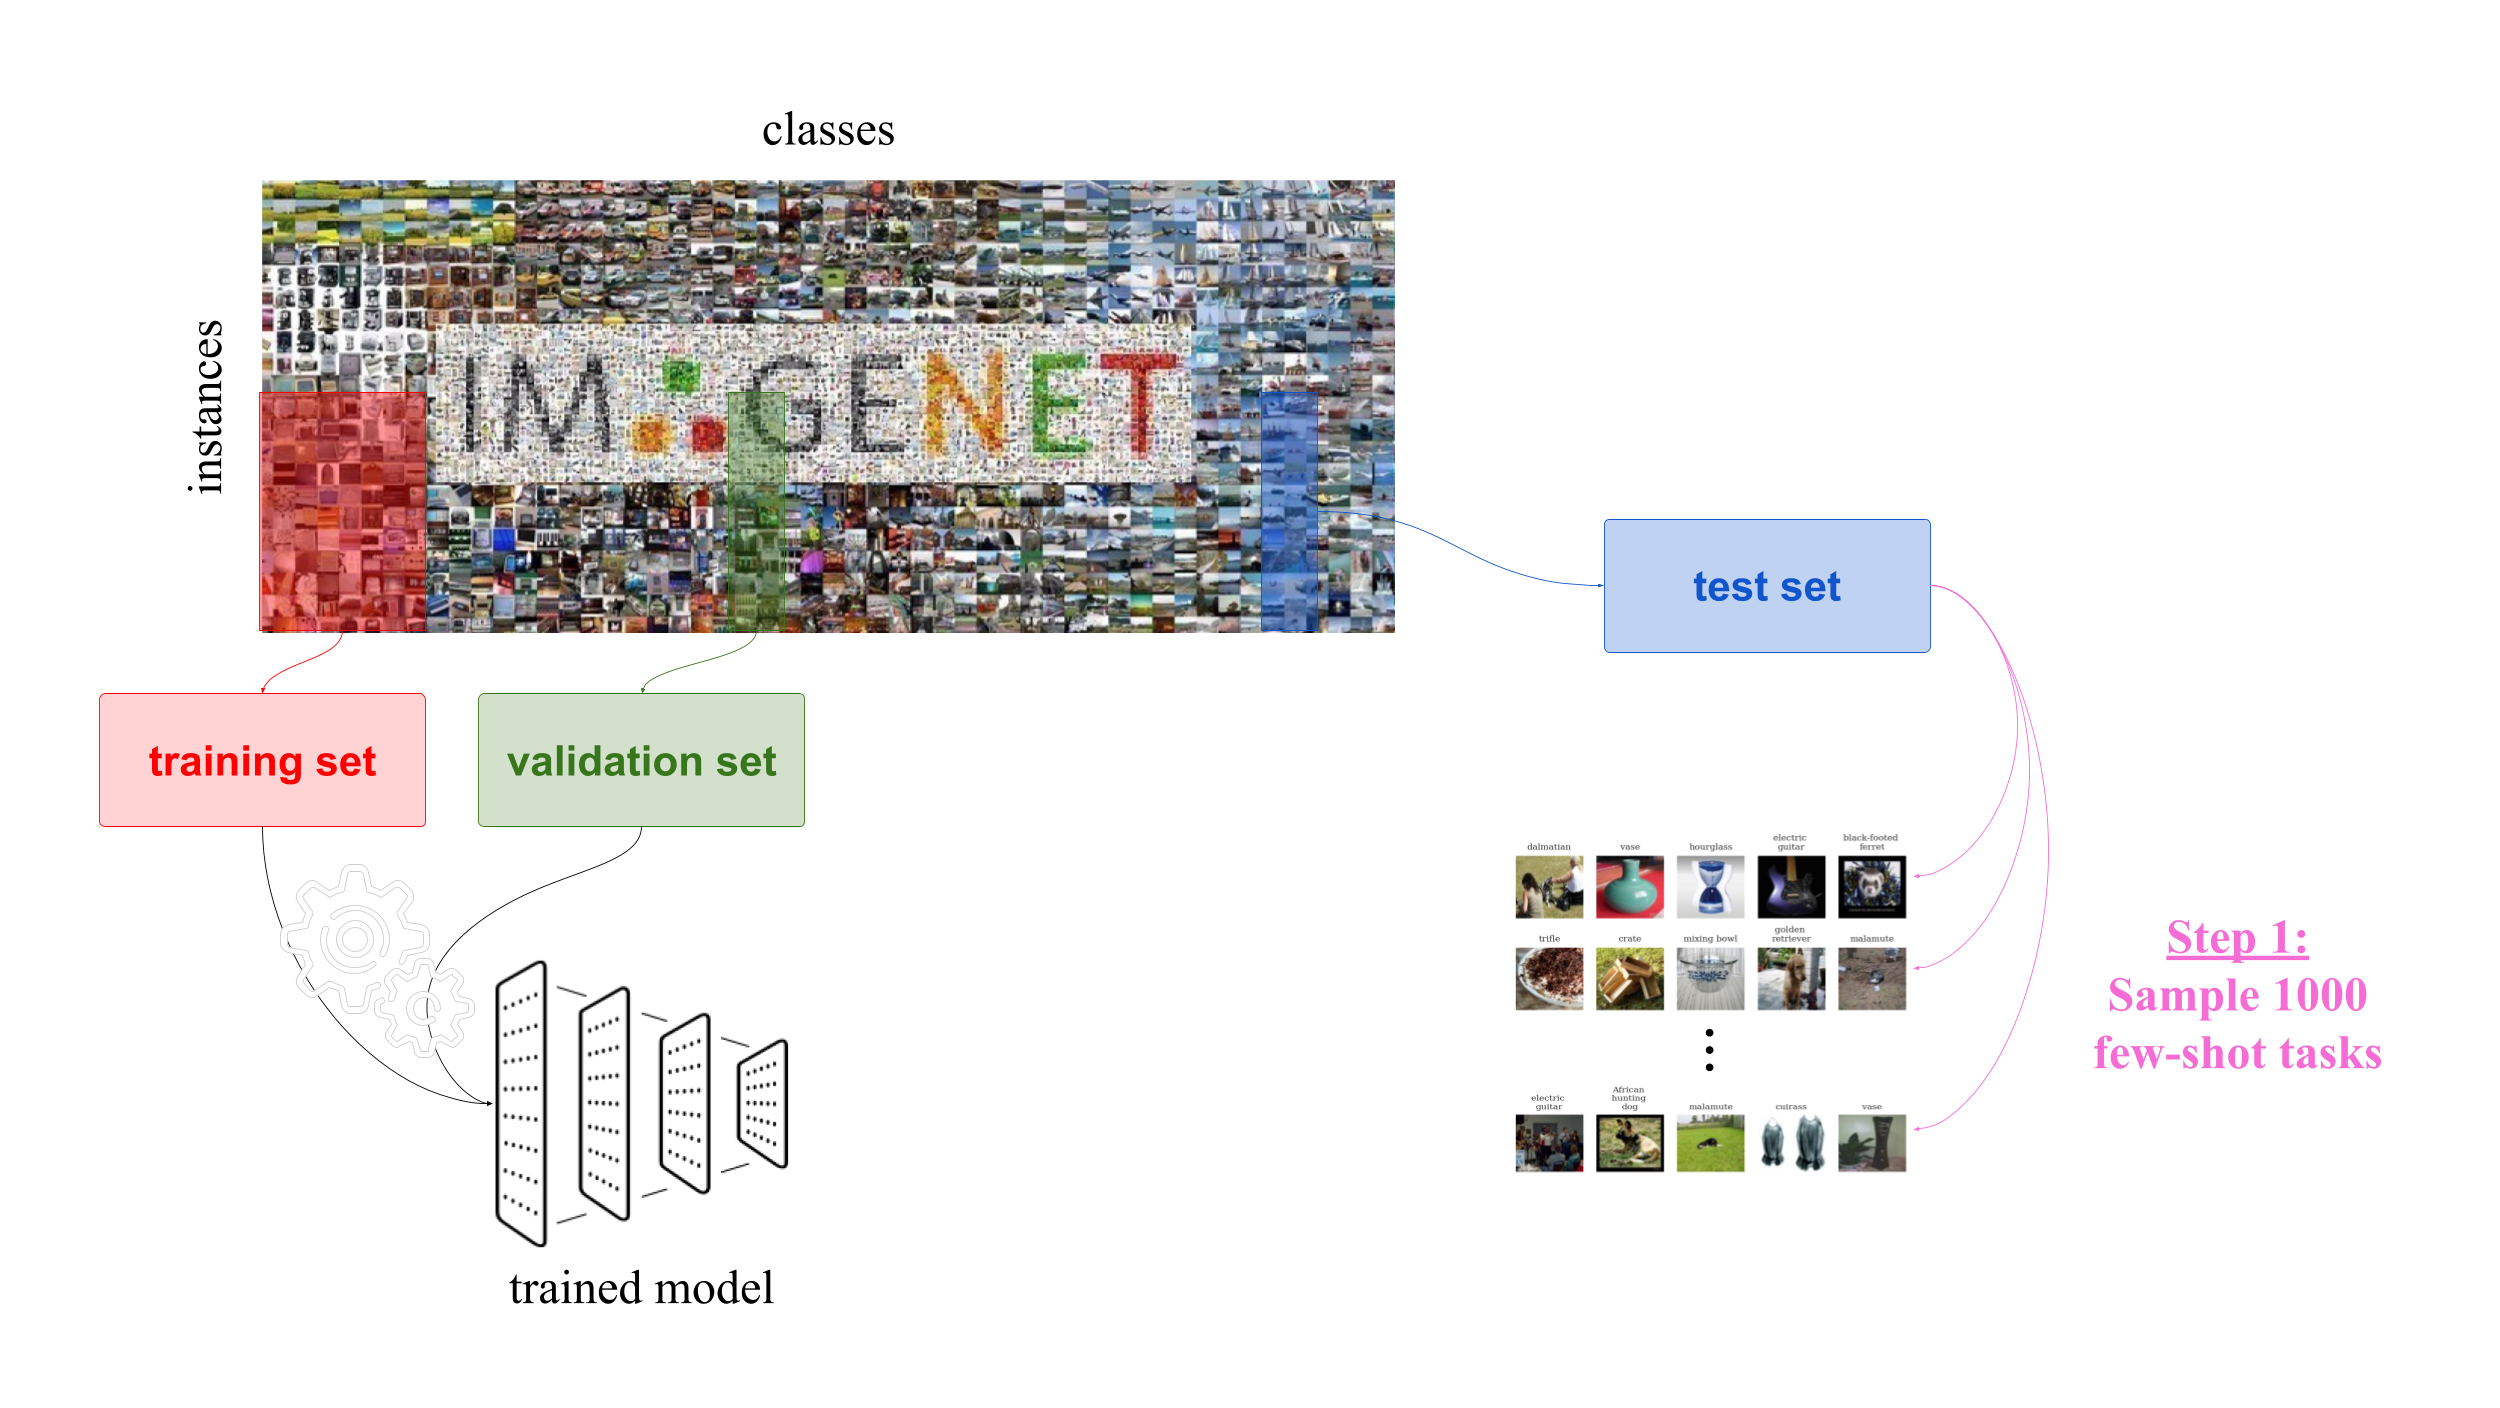 classes
instances
IM GENET
test set
training set
validation set
dalmatian
vase
hourglass
electric
guitar
black-footed
ferret
trifle
crate
mixing bowl
golden
retriever
malamute
electric
guitar
African
hunting
dog
malamute
cuirass
vase
Step 1:
Sample 1000
few-shot tasks
trained model